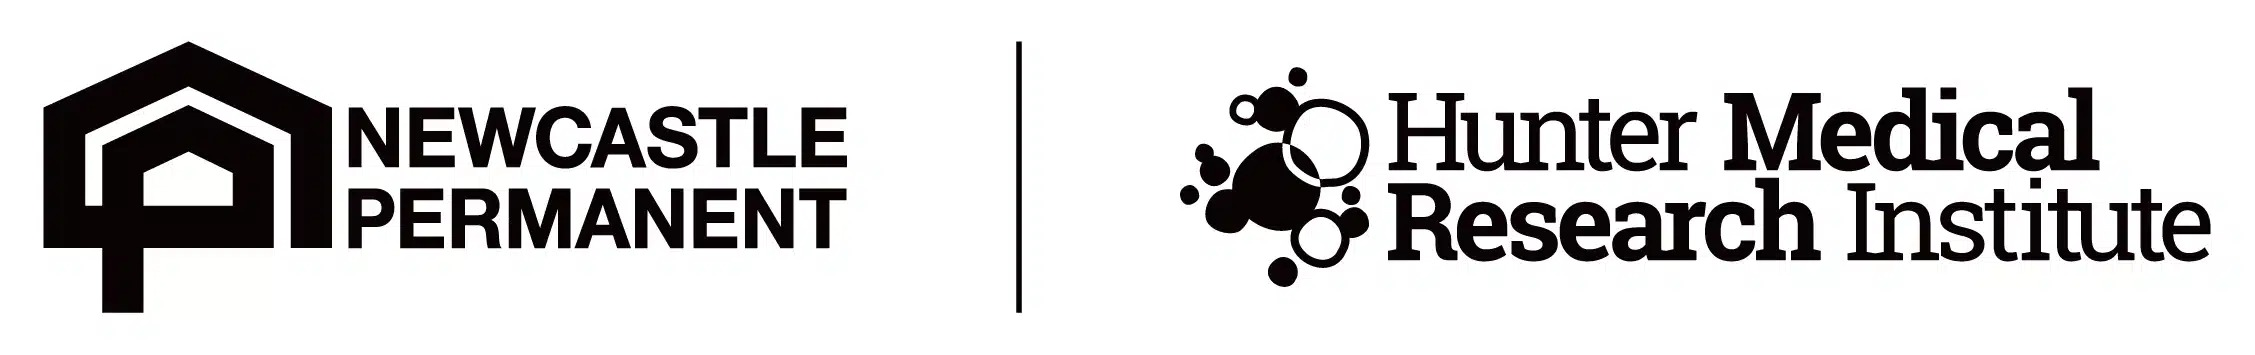 NEWCASTLE
PERMANENT
Hunter Medical
Research Institute